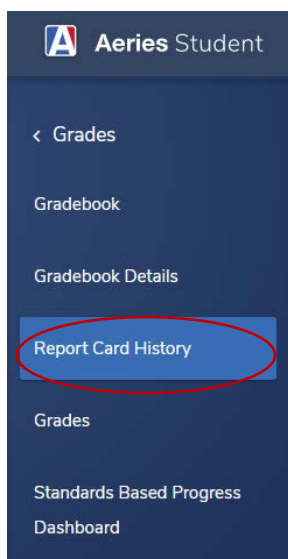 Aeries Student
< Grades
Gradebook
Gradebook Details
Report Card History
Grades
Standards Based Progress
Dashboard